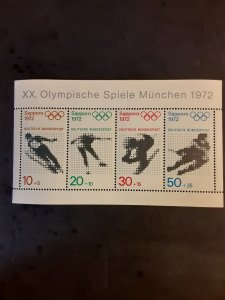 XX. Olympische Spiele München 1972
Sapporo 1972
DEUTSCHE BUNDESPOST
10+5
Sapporo 1972
DEUTSCHE BUNDESPOST
20+10
Sapporo 1972
DEUTSCHE BUNDESPOST
30+15
Sapporo 1972
DEUTSCHE BUNDESPOST
50+25